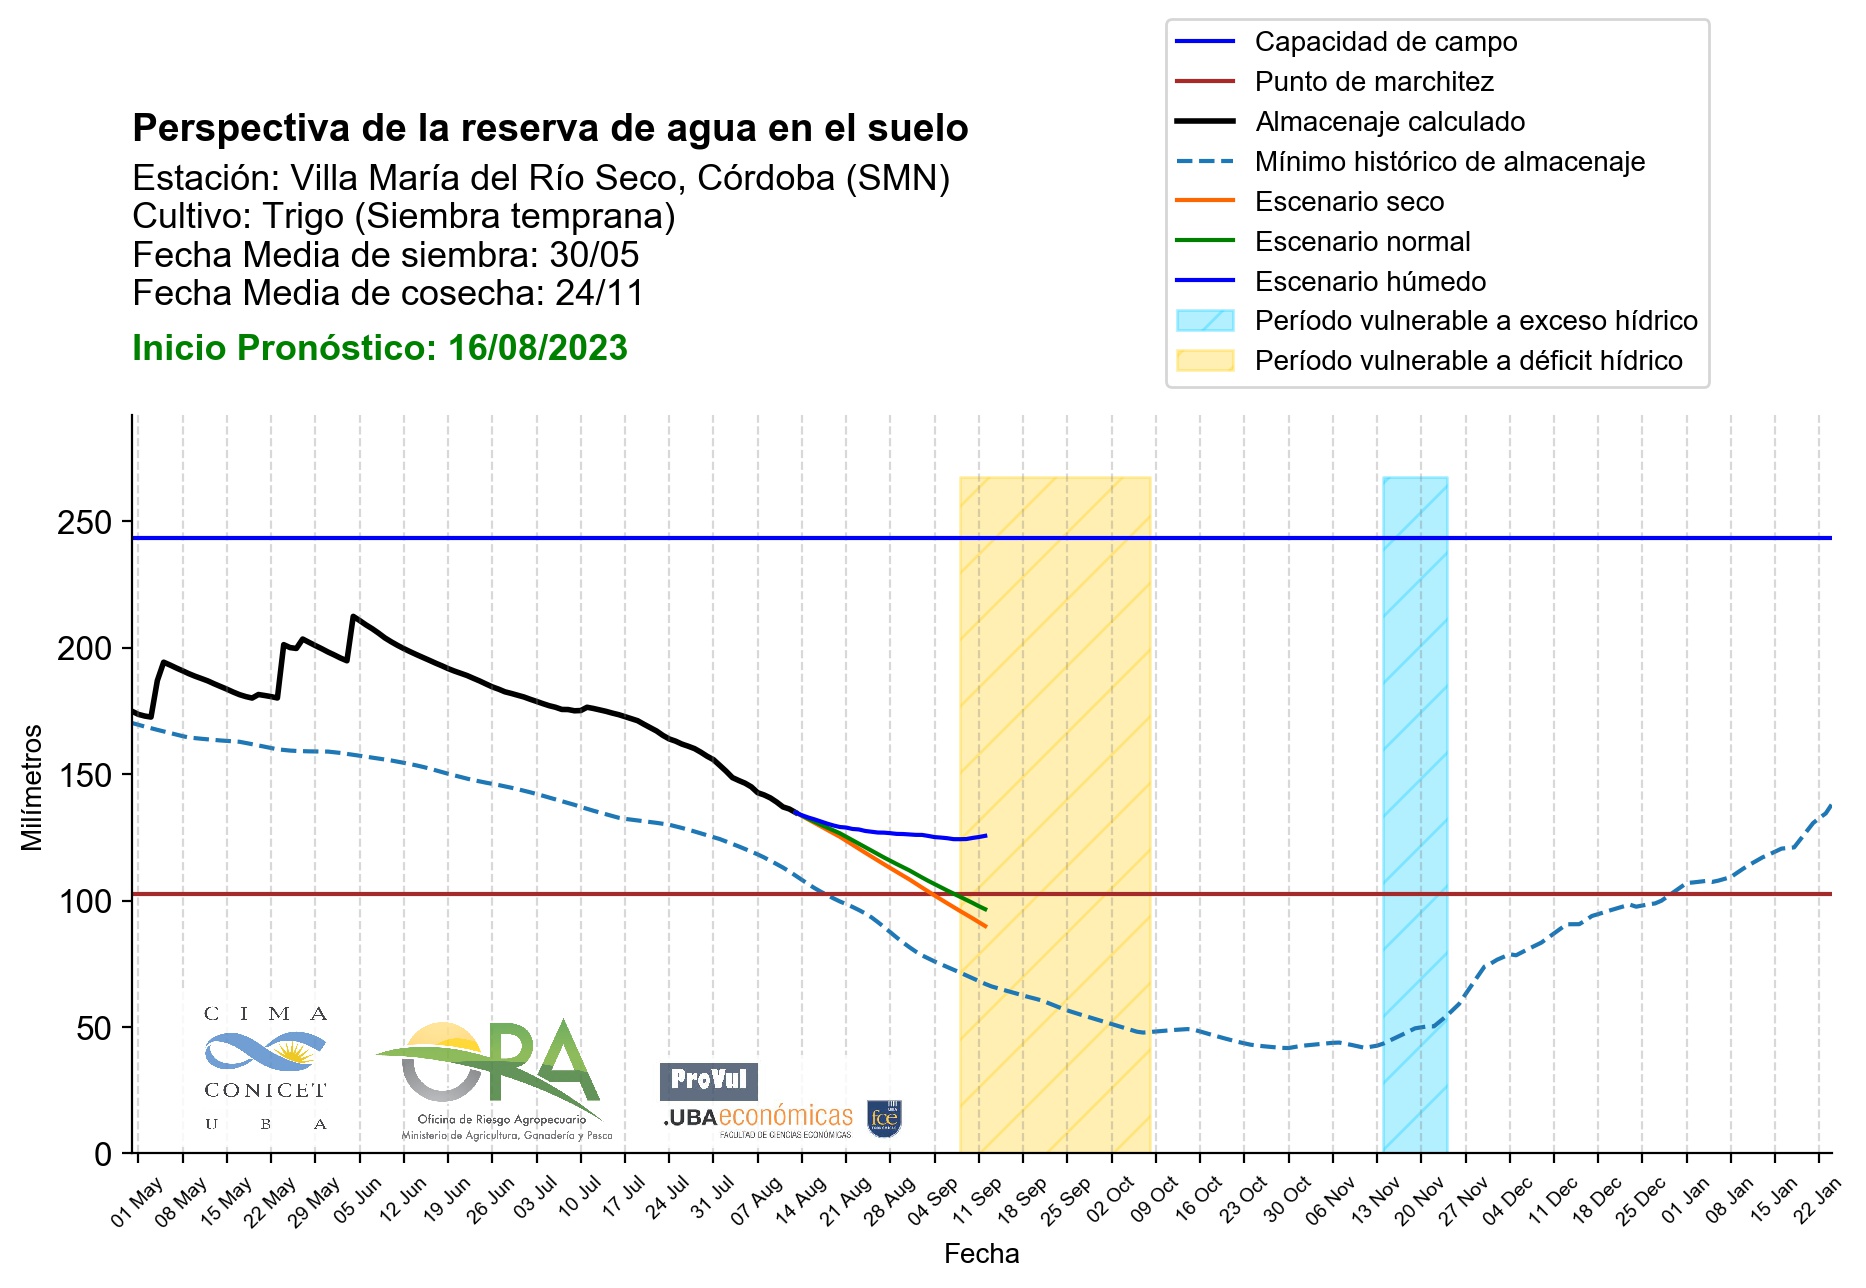 Capacidad de campo
Punto de marchitez
Almacenaje calculado
Mínimo histórico de almacenaje
Escenario seco
Escenario normal
Escenario húmedo
Período vulnerable a exceso hídrico
Período vulnerable a déficit hídrico
Perspectiva de la reserva de agua en el suelo
Estación: Villa María del Río Seco, Córdoba (SMN)
Cultivo: Trigo (Siembra temprana)
Fecha Media de siembra: 30/05
Fecha Media de cosecha: 24/11
Inicio Pronóstico: 16/08/2023
Milímetros
250
200
150
100
50
0
C I M A
CONICET
U B A
ORA
Oficina de Riesgo Agropecuario
Ministerio de Agricultura, Ganadería y Pesca
ProVul
.UBAeconómicas
FACULTAD DE CIENCIAS ECONÓMICAS
fce
01 May
08 May
15 May
22 May
29 May
05 Jun
12 Jun
19 Jun
26 Jun
03 Jul
10 Jul
17 Jul
24 Jul
31 Jul
07 Aug
14 Aug
21 Aug
28 Aug
04 Sep
11 Sep
18 Sep
25 Sep
02 Oct
09 Oct
16 Oct
23 Oct
30 Oct
06 Nov
13 Nov
20 Nov
27 Nov
04 Dec
11 Dec
18 Dec
25 Dec
01 Jan
08 Jan
15 Jan
22 Jan
Fecha